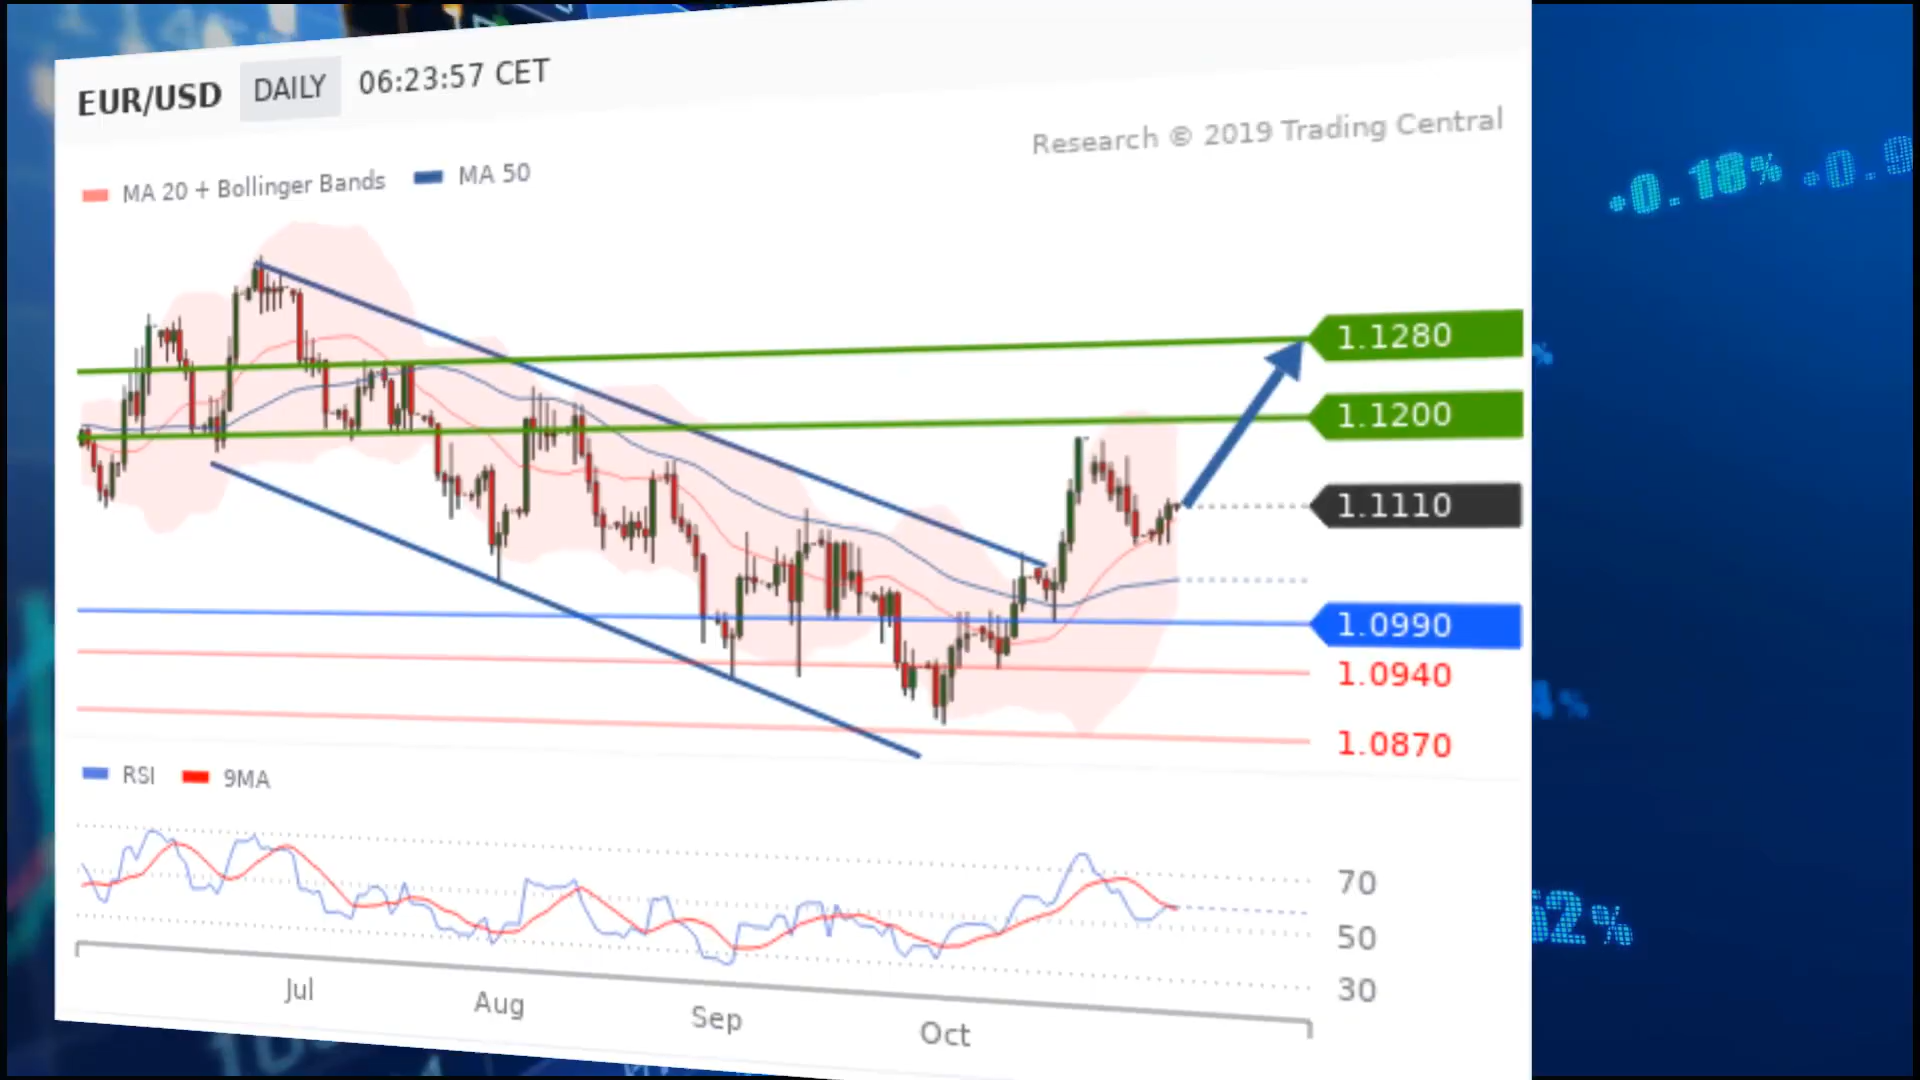 EUR/USD DAILY 06:23:57 CET
Research © 2019 Trading Central
MA 20 + Bollinger Bands MA 50
1.1280
1.1200
1.1110
1.0990
1.0940
1.0870
RSI 9MA
70
50
30
Jul Aug Sep Oct
0.18%